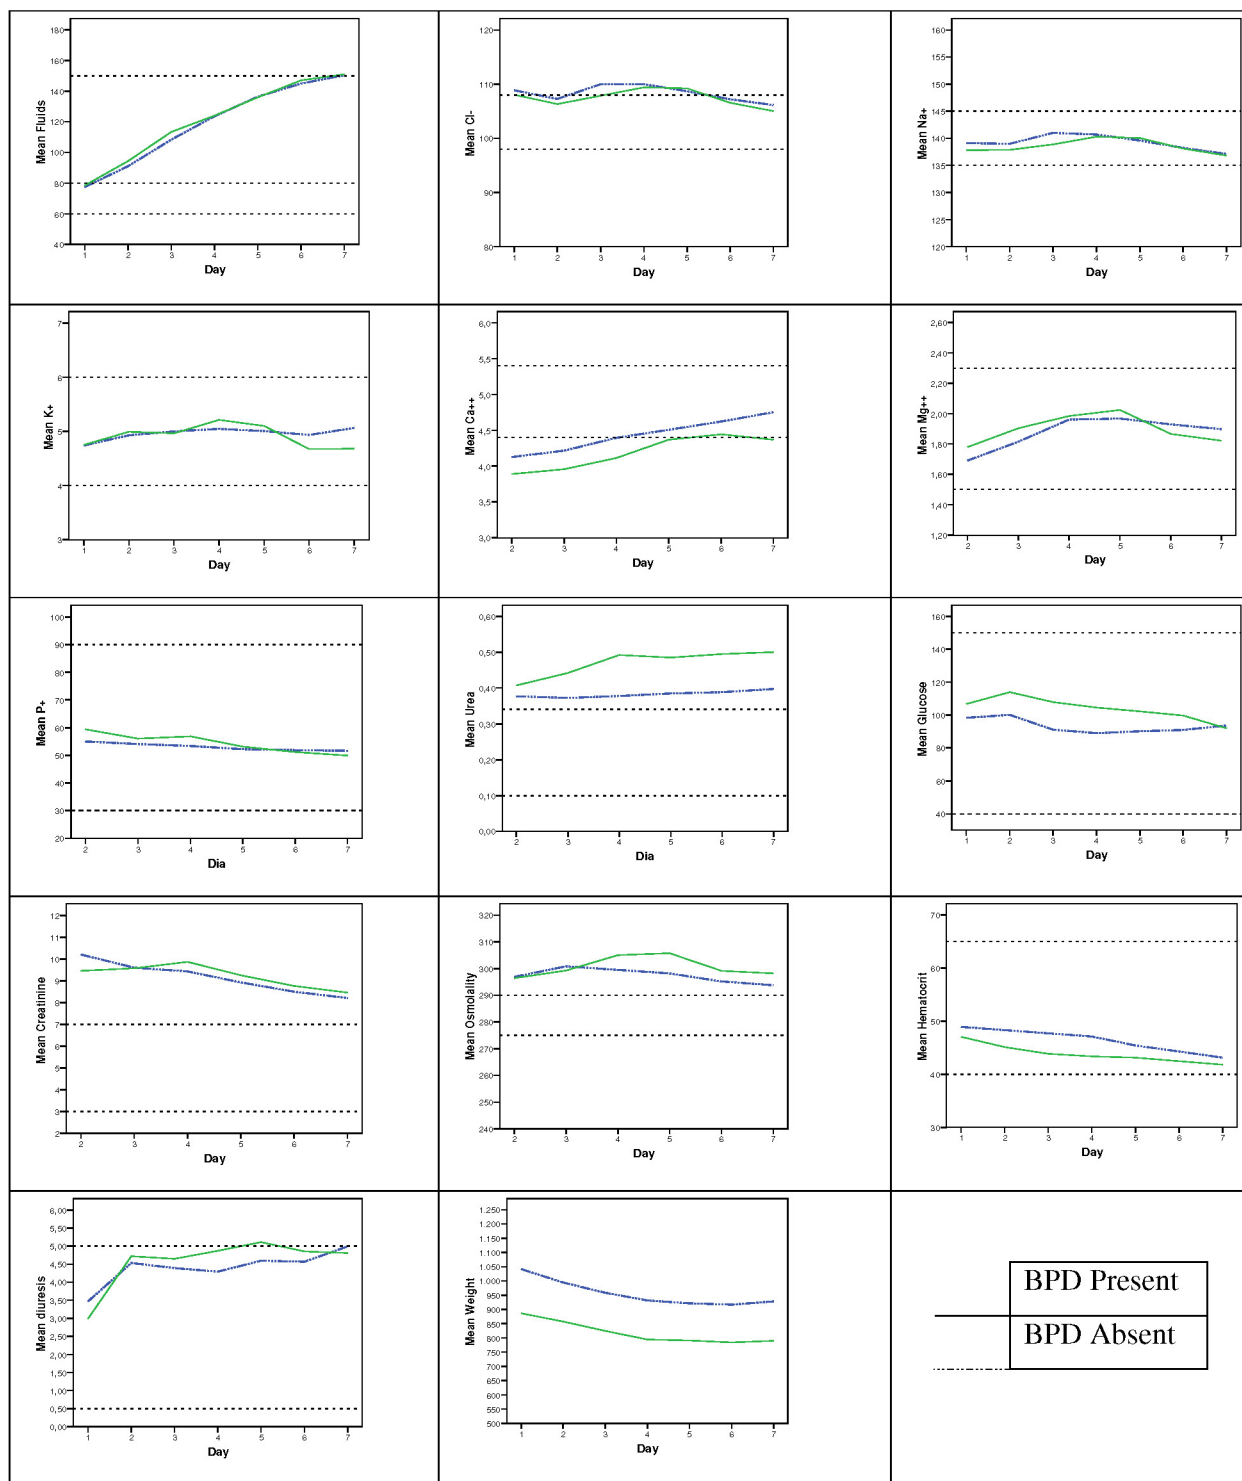 Mean Fluids
180
160
140
120
100
80
60
40
1 2 3 4 5 6 7
Day
Mean Cl-
120
110
100
90
80
1 2 3 4 5 6 7
Day
Mean Na+
160
155
150
145
140
135
130
125
120
1 2 3 4 5 6 7
Day
Mean K+
7
6
5
4
3
1 2 3 4 5 6 7
Day
Mean Ca++
6,0
5,5
5,0
4,5
4,0
3,5
3,0
2 3 4 5 6 7
Day
Mean Mg++
2,60
2,40
2,20
2,00
1,80
1,60
1,40
1,20
2 3 4 5 6 7
Day
Mean P+
100
90
80
70
60
50
40
30
20
2 3 4 5 6 7
Dia
Mean Urea
0,60
0,50
0,40
0,30
0,20
0,10
0,00
2 3 4 5 6 7
Dia
Mean Glucose
160
140
120
100
80
60
40
1 2 3 4 5 6 7
Day
Mean Creatinine
12
11
10
9
8
7
6
5
4
3
2
2 3 4 5 6 7
Day
Mean Osmolality
320
310
300
290
280
270
260
250
240
2 3 4 5 6 7
Day
Mean Hematocrit
70
60
50
40
30
1 2 3 4 5 6 7
Day
Mean diuresis
6,00
5,50
5,00
4,50
4,00
3,50
3,00
2,50
2,00
1,50
1,00
0,50
0,00
1 2 3 4 5 6 7
Day
Mean Weight
1.250
1.200
1.150
1.100
1.050
1.000
950
900
850
800
750
700
650
600
550
500
1 2 3 4 5 6 7
Day
BPD Present
BPD Absent